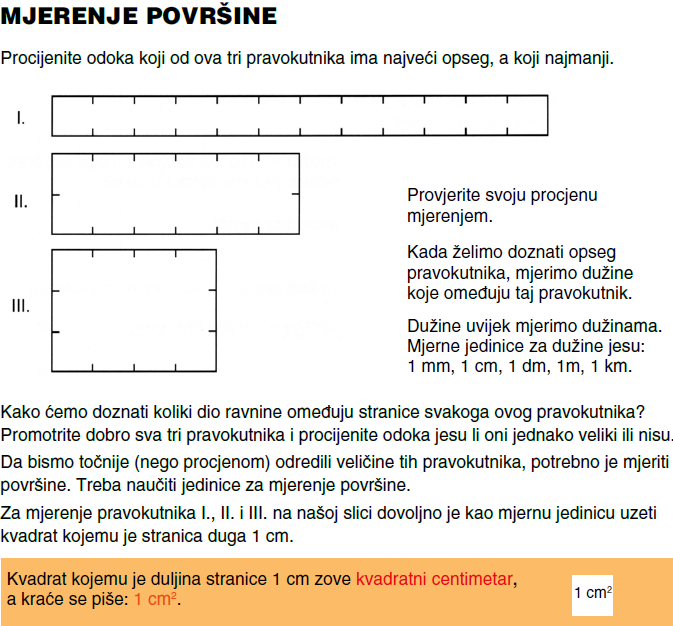 MJERENJE POVRŠINE
Procijenite odoka koji od ova tri pravokutnika ima najveći opseg, a koji najmanji.
I.
II.
Provjerite svoju procjenu
mjerenjem.
Kada želimo doznati opseg
pravokutnika, mjerimo dužine
koje omeđuju taj pravokutnik.
III.
Dužine uvijek mjerimo dužinama.
Mjerne jedinice za dužine jesu:
1 mm, 1 cm, 1 dm, 1m, 1 km.
Kako ćemo doznati koliki dio ravnine omeđuju stranice svakoga ovog pravokutnika?
Promotrite dobro sva tri pravokutnika i procijenite odoka jesu li oni jednako veliki ili nisu.
Da bismo točnije (nego procjenom) odredili veličine tih pravokutnika, potrebno je mjeriti
površine. Treba naučiti jedinice za mjerenje površine.
Za mjerenje pravokutnika I., II. i III. na našoj slici dovoljno je kao mjernu jedinicu uzeti
kvadrat kojemu je stranica duga 1 cm.
Kvadrat kojemu je duljina stranice 1 cm zove kvadratni centimetar,
a kraće se piše: 1 cm².
1 cm²